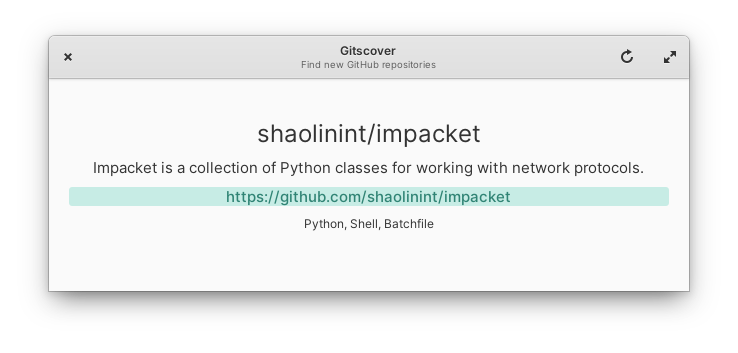 Gitscover
Find new GitHub repositories
shaolinint/impacket
Impacket is a collection of Python classes for working with network protocols.
https://github.com/shaolinint/impacket
Python, Shell, Batchfile